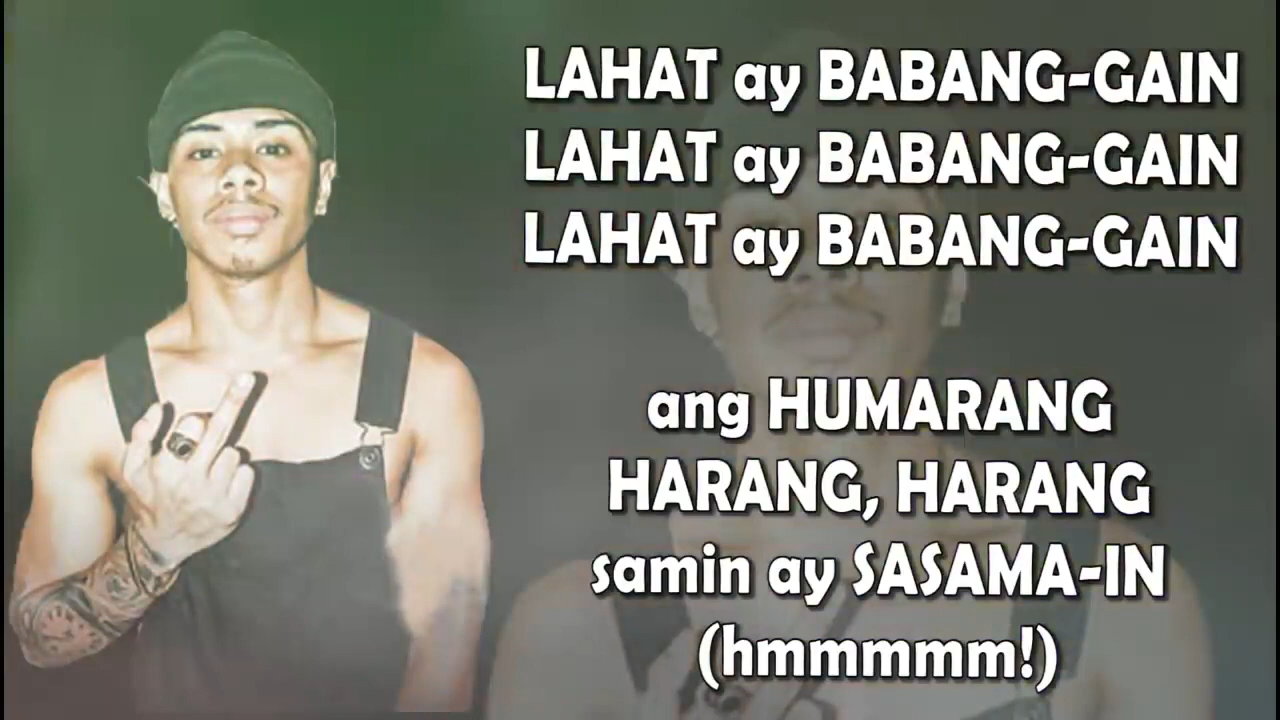 LAHAT ay BABANG-GAIN
LAHAT ay BABANG-GAIN
LAHAT ay BABANG-GAIN
ang HUMARANG
HARANG, HARANG
samin ay SASAMA-IN
(hmmmmmm!)